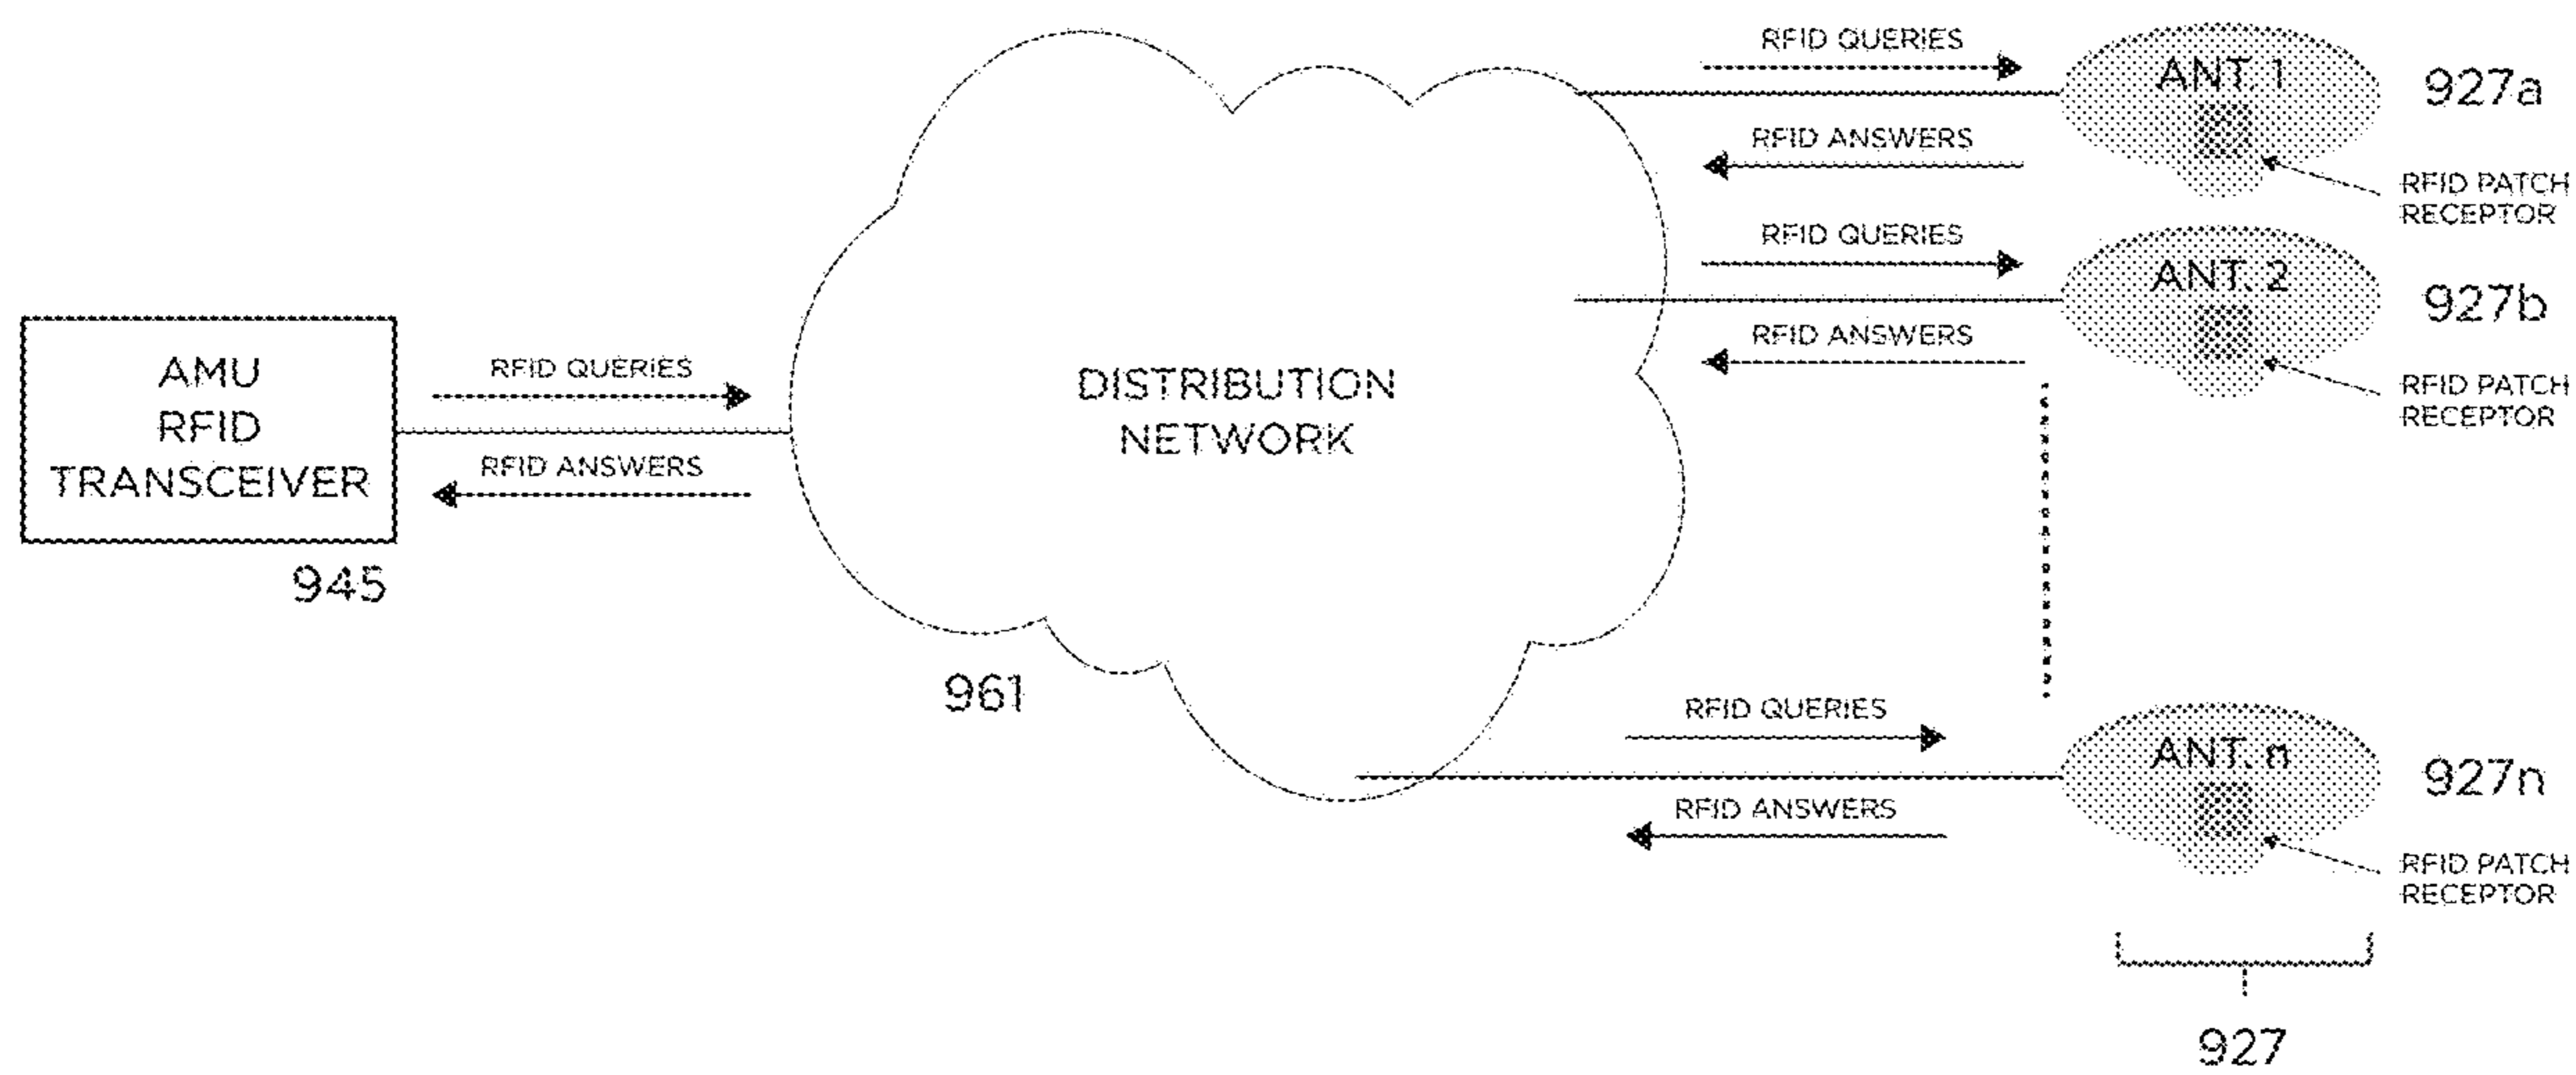 RFID QUERIES
ANT. 1
927a
RFID ANSWERS
RFID PATCH
RECEPTOR
RFID QUERIES
ANT. 2
927b
RFID ANSWERS
RFID PATCH
RECEPTOR
AMU
RFID
TRANSCEIVER
945
RFID QUERIES
RFID ANSWERS
DISTRIBUTION
NETWORK
961
RFID QUERIES
ANT. n
927n
RFID ANSWERS
RFID PATCH
RECEPTOR
927